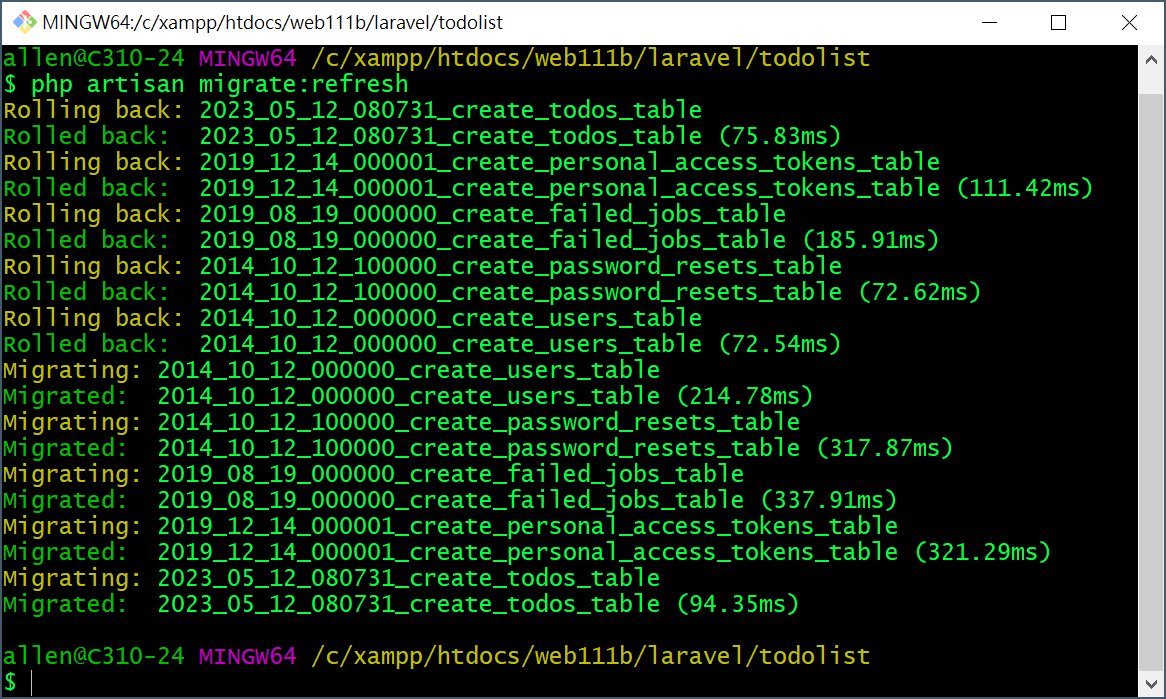 MINGW64:/c/xampp/htdocs/web111b/laravel/todolist
allen@C310-24 MINGW64 /c/xampp/htdocs/web111b/laravel/todolist
$ php artisan migrate:refresh
Rolling back: 2023_05_12_080731_create_todos_table
Rolled back:  2023_05_12_080731_create_todos_table (75.83ms)
Rolling back: 2019_12_14_000001_create_personal_access_tokens_table
Rolled back:  2019_12_14_000001_create_personal_access_tokens_table (111.42ms)
Rolling back: 2019_08_19_000000_create_failed_jobs_table
Rolled back:  2019_08_19_000000_create_failed_jobs_table (185.91ms)
Rolling back: 2014_10_12_100000_create_password_resets_table
Rolled back:  2014_10_12_100000_create_password_resets_table (72.62ms)
Rolling back: 2014_10_12_000000_create_users_table
Rolled back:  2014_10_12_000000_create_users_table (72.54ms)
Migrating: 2014_10_12_000000_create_users_table
Migrated:  2014_10_12_000000_create_users_table (214.78ms)
Migrating: 2014_10_12_100000_create_password_resets_table
Migrated:  2014_10_12_100000_create_password_resets_table (317.87ms)
Migrating: 2019_08_19_000000_create_failed_jobs_table
Migrated:  2019_08_19_000000_create_failed_jobs_table (337.91ms)
Migrating: 2019_12_14_000001_create_personal_access_tokens_table
Migrated:  2019_12_14_000001_create_personal_access_tokens_table (321.29ms)
Migrating: 2023_05_12_080731_create_todos_table
Migrated:  2023_05_12_080731_create_todos_table (94.35ms)
allen@C310-24 MINGW64 /c/xampp/htdocs/web111b/laravel/todolist
$